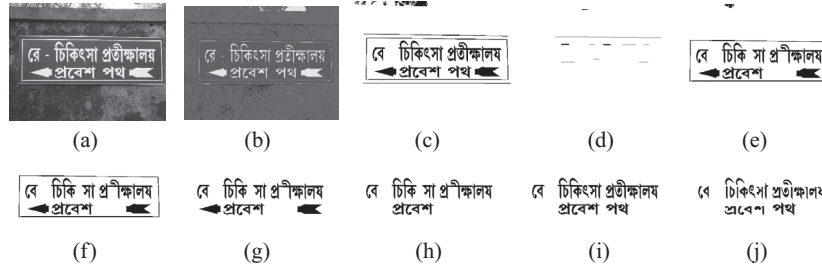 রে - চিকিৎসা প্রতীক্ষালয়
প্রবেশ পথ
রে - চিকিৎসা প্রতীক্ষালয়
প্রবেশ পথ
বে চিকিৎসা প্রতীক্ষালয
প্রবেশ পথ
বে চিকি সা প্রতীক্ষালয
প্রবেশ
(a) (b) (c) (d) (e)
বে চিকি সা প্রীক্ষালয
প্রবেশ
বে চিকি সা প্রীক্ষালয
প্রবেশ
বে চিকি সা প্রীক্ষালয
প্রবেশ
বে চিকিৎসা প্রতীক্ষালয
প্রবেশ পথ
চিকিৎসা প্রতীক্ষালয
পথ
(f) (g) (h) (i) (j)